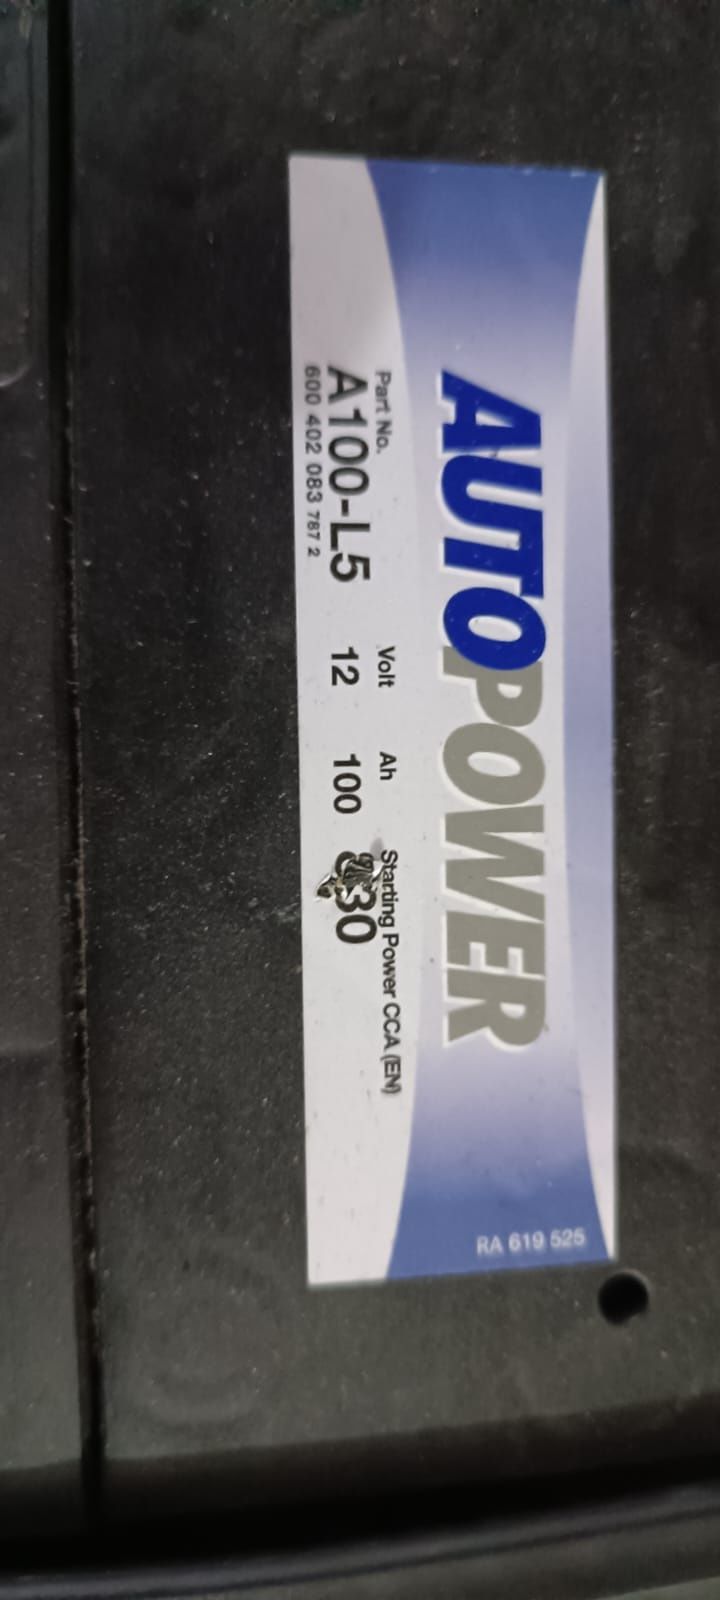 AUTOPOWER
Part No. Volt Ah Starting Power CCA (EN)
A100-L5 12 100
600 402 083 787 2
RA 619 525